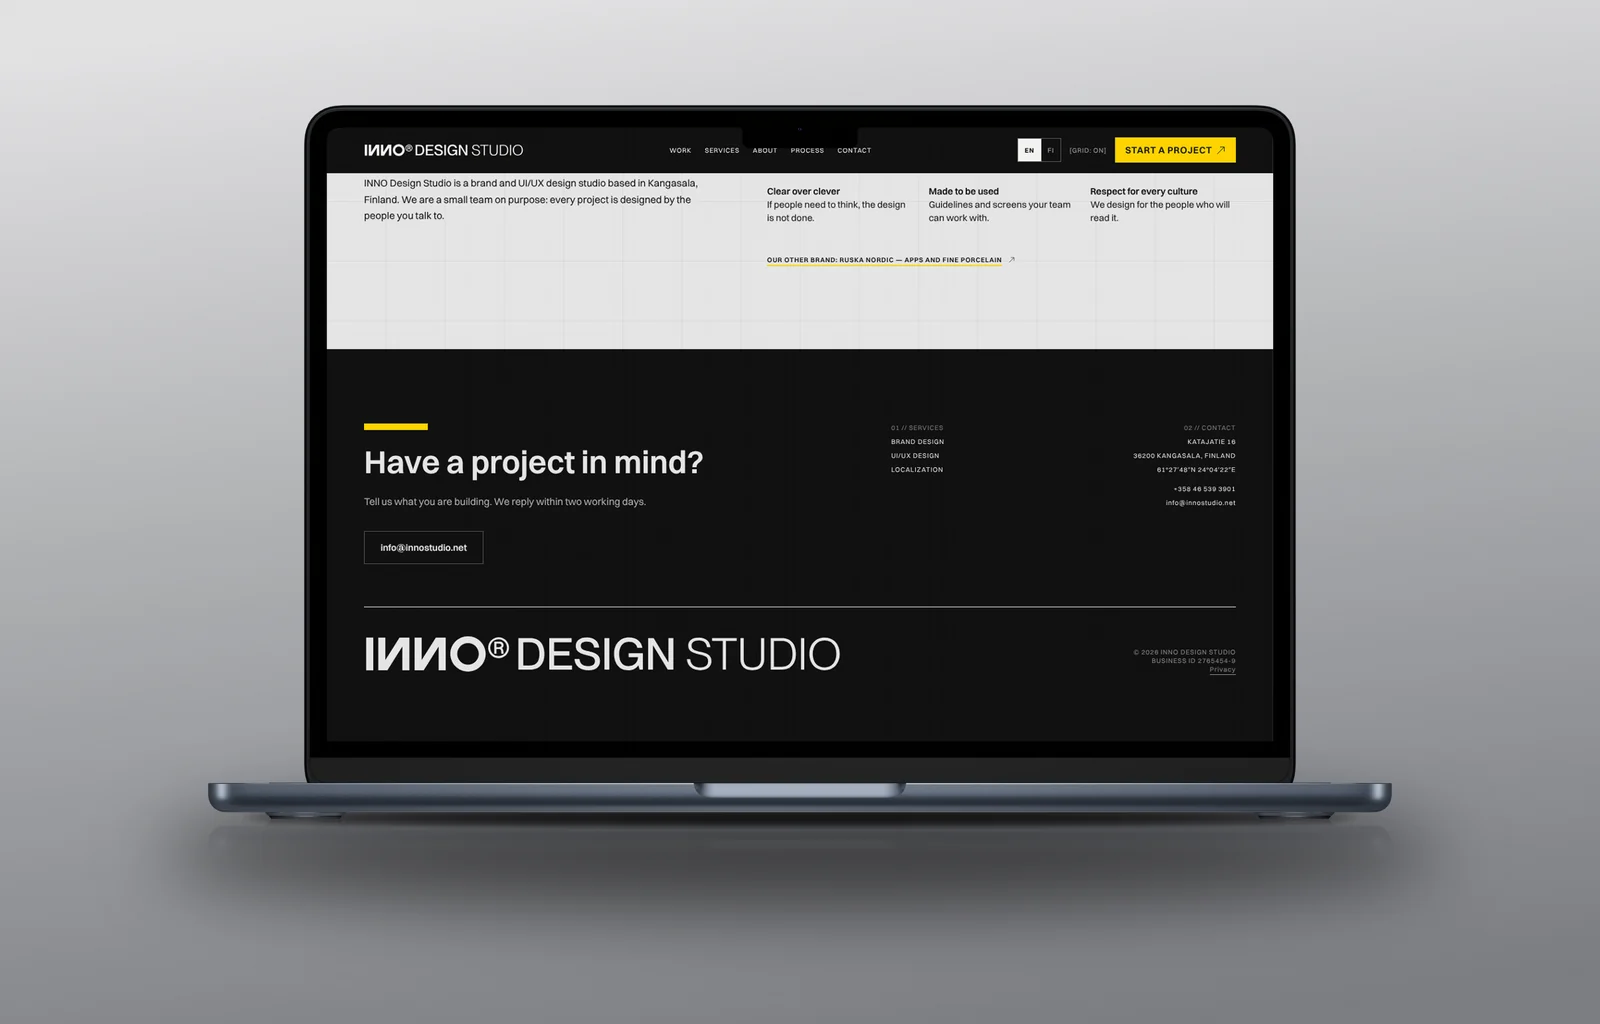 INNO® DESIGN STUDIO
WORK SERVICES ABOUT PROCESS CONTACT
EN FI
[GRID: ON]
START A PROJECT ↗
INNO Design Studio is a brand and UI/UX design studio based in Kangasala,
Finland. We are a small team on purpose: every project is designed by the
people you talk to.
Clear over clever
If people need to think, the design
is not done.
Made to be used
Guidelines and screens your team
can work with.
Respect for every culture
We design for the people who will
read it.
OUR OTHER BRAND: RUSKA NORDIC — APPS AND FINE PORCELAIN ↗
Have a project in mind?
Tell us what you are building. We reply within two working days.
info@innostudio.net
01 // SERVICES
BRAND DESIGN
UI/UX DESIGN
LOCALIZATION
02 // CONTACT
KATAJATIE 16
36200 KANGASALA, FINLAND
61°27'48"N 24°04'22"E
+358 46 539 3901
info@innostudio.net
INNO® DESIGN STUDIO
© 2026 INNO DESIGN STUDIO
BUSINESS ID 2765454-9
Privacy